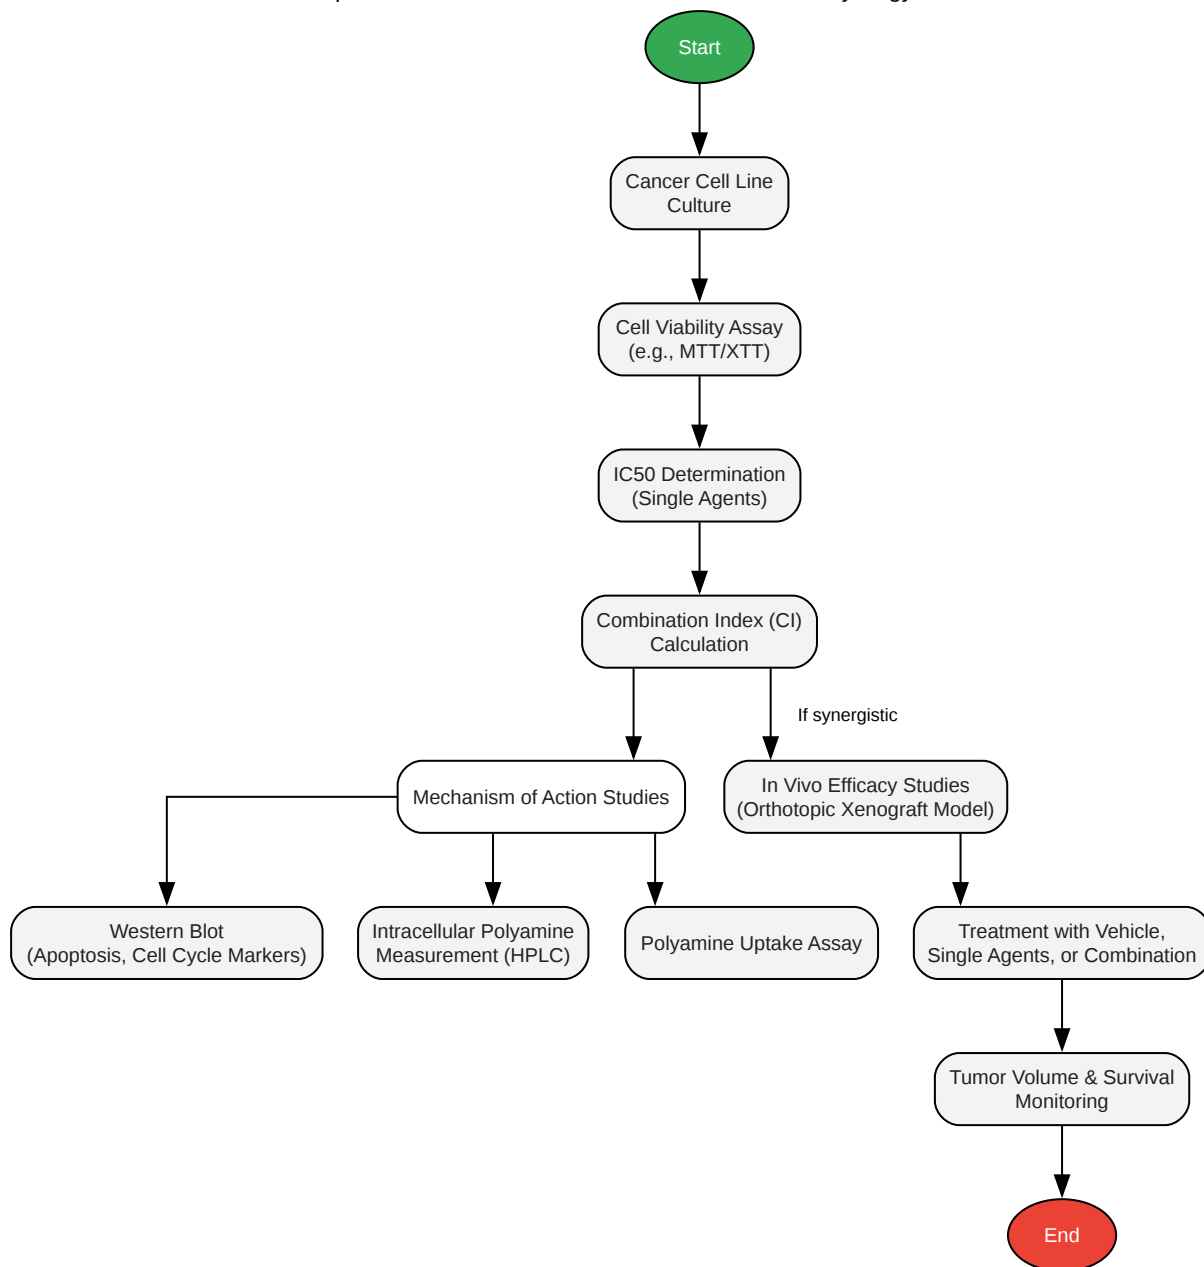 Start
Cancer Cell Line
Culture
Cell Viability Assay
(e.g., MTT/XTT)
IC50 Determination
(Single Agents)
Combination Index (CI)
Calculation
If synergistic
Mechanism of Action Studies
In Vivo Efficacy Studies
(Orthotopic Xenograft Model)
Western Blot
(Apoptosis, Cell Cycle Markers)
Intracellular Polyamine
Measurement (HPLC)
Polyamine Uptake Assay
Treatment with Vehicle,
Single Agents, or Combination
Tumor Volume & Survival
Monitoring
End